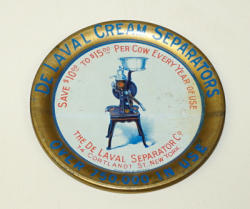 DE LAVAL CREAM SEPARATORS
SAVE $10.00 TO $15.00 PER COW EVERY YEAR OF USE
THE DE LAVAL SEPARATOR CO.
74 CORTLANDT ST. NEW YORK
OVER 750,000 IN USE